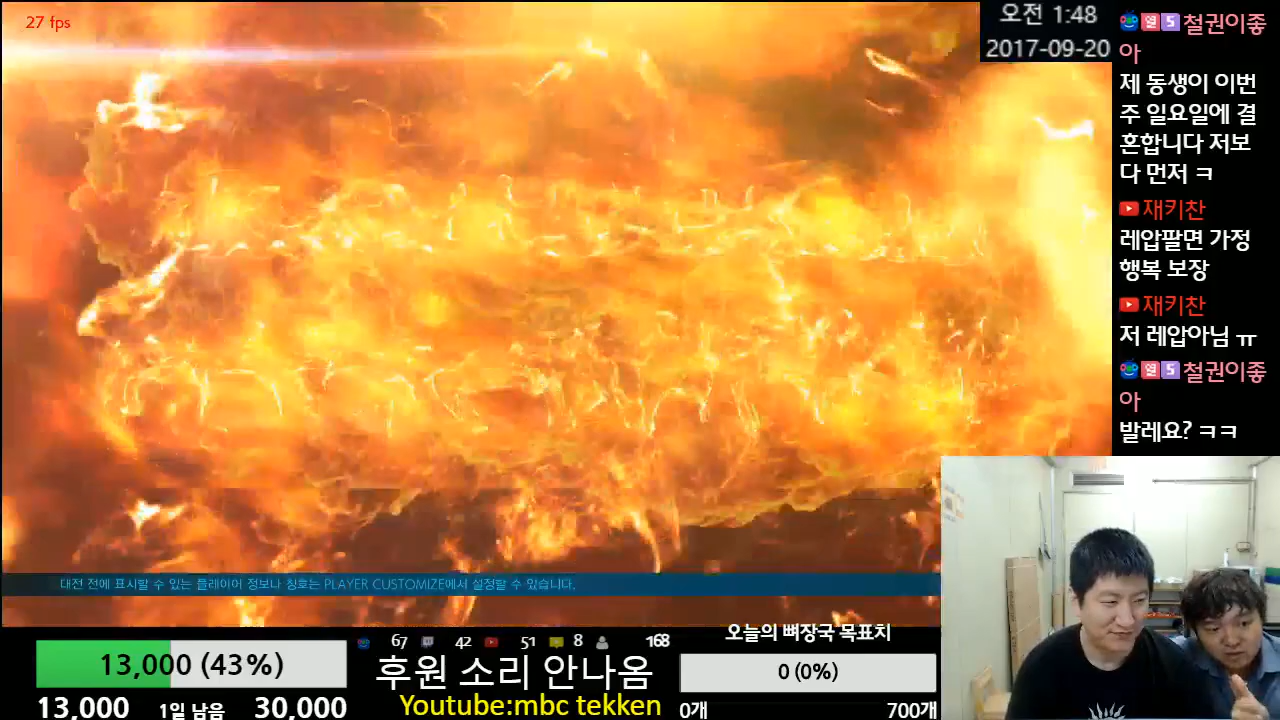 27 fps
오전 1:48
2017-09-20
열 5 철권이좋
아
제 동생이 이번
주 일요일에 결
혼합니다 저보
다 먼저 ㅋ
재키찬
레압팔면 가정
행복 보장
재키찬
저 레압아님 ㅠ
열 5 철권이좋
아
발레요? ㅋㅋ
대전 전에 표시할 수 있는 플레이어 정보나 칭호는 PLAYER CUSTOMIZE에서 설정할 수 있습니다.
67 42 51 8 168
13,000 (43%)
13,000 1일 남음 30,000
후원 소리 안나옴
Youtube:mbc tekken
오늘의 뼈장국 목표치
0 (0%)
0개 700개